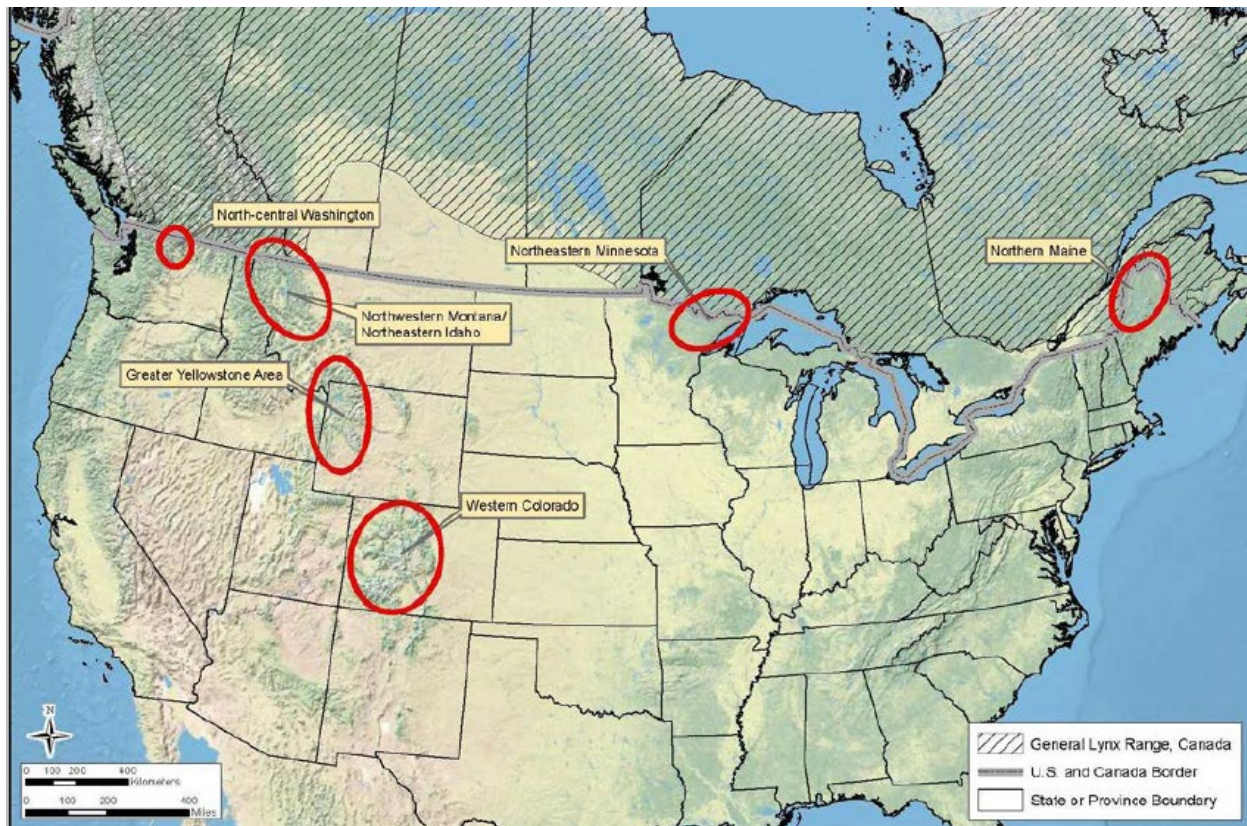 North-central Washington
Northeastern Minnesota
Northern Maine
Northwestern Montana/
Northeastern Idaho
Greater Yellowstone Area
Western Colorado
N
0 100 200 400
Kilometers
0 100 200 400
Miles
General Lynx Range, Canada
U.S. and Canada Border
State or Province Boundary